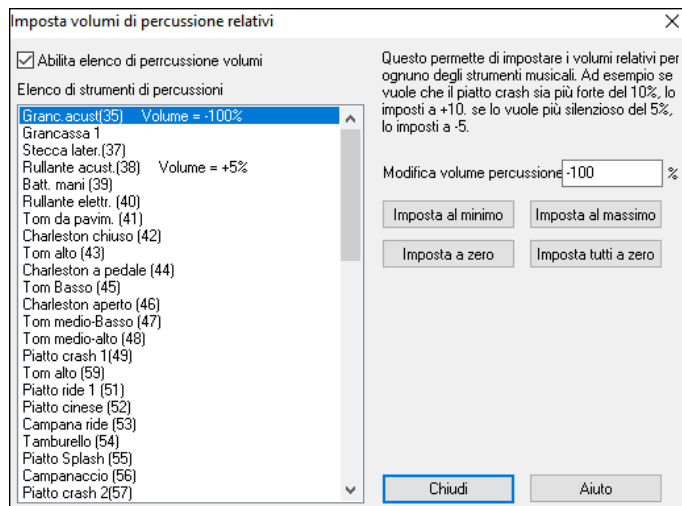 Imposta volumi di percussione relativi
Abilita elenco di perrcussione volumi
Elenco di strumenti di percussioni
Granc.acust(35) Volume = -100%
Grancassa 1
Stecca later.(37)
Rullante acust.(38) Volume = +5%
Batt. mani (39)
Rullante elettr. (40)
Tom da pavim. (41)
Charleston chiuso (42)
Tom alto (43)
Charleston a pedale (44)
Tom Basso (45)
Charleston aperto (46)
Tom medio-Basso (47)
Tom medio-alto (48)
Piatto crash 1(49)
Tom alto (59)
Piatto ride 1 (51)
Piatto cinese (52)
Campana ride (53)
Tamburello (54)
Piatto Splash (55)
Campanaccio (56)
Piatto crash 2(57)
Questo permette di impostare i volumi relativi per
ognuno degli strumenti musicali. Ad esempio se
vuole che il piatto crash sia più forte del 10%, lo
imposti a +10. se lo vuole più silenzioso del 5%,
lo imposti a -5.
Modifica volume percussione -100 %
Imposta al minimo Imposta al massimo
Imposta a zero Imposta tutti a zero
Chiudi Aiuto